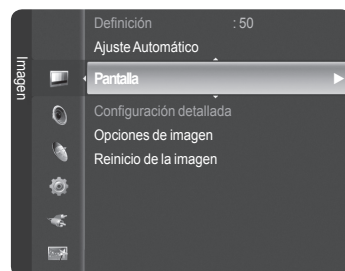 Imagen
Definición : 50
Ajuste Automático
Pantalla
Configuración detallada
Opciones de imagen
Reinicio de la imagen